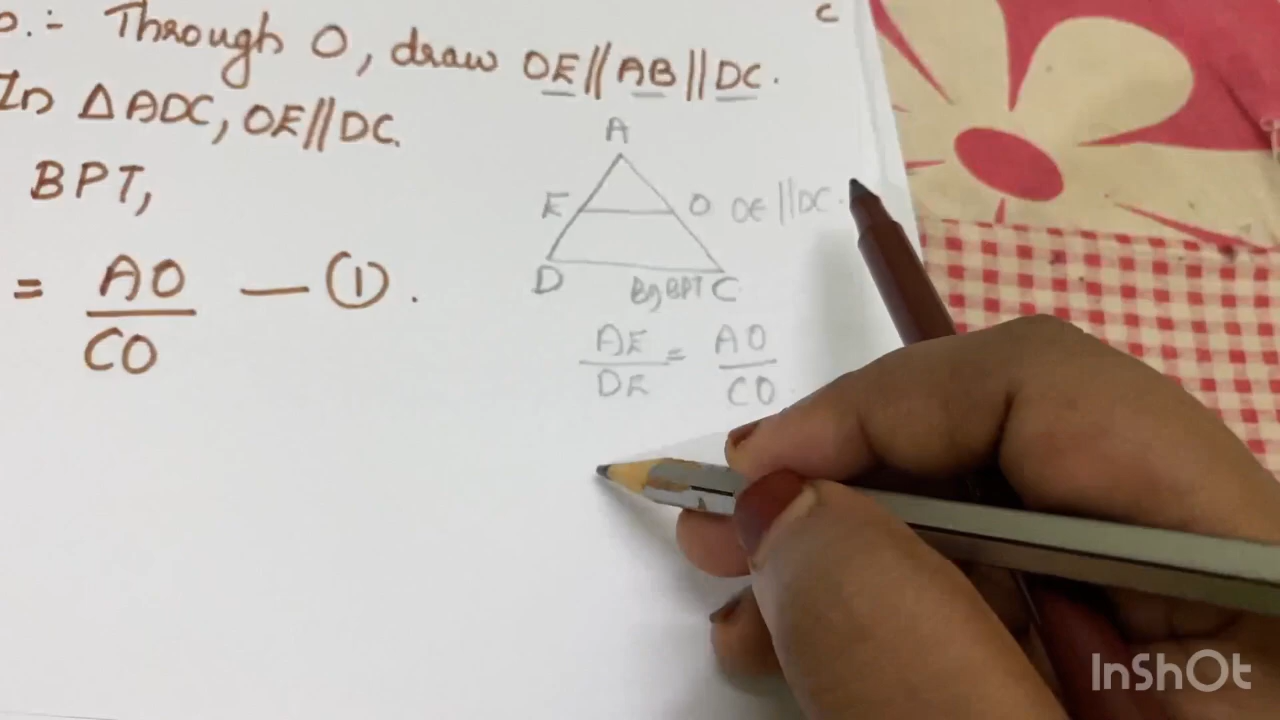 C
.:- Through O, draw OE||AB||DC.
In △ADC, OE||DC.
BPT,
= AO/CO — ①.
A
E O OE||DC.
D By BPT C
AE/DE = AO/CO
InShOt